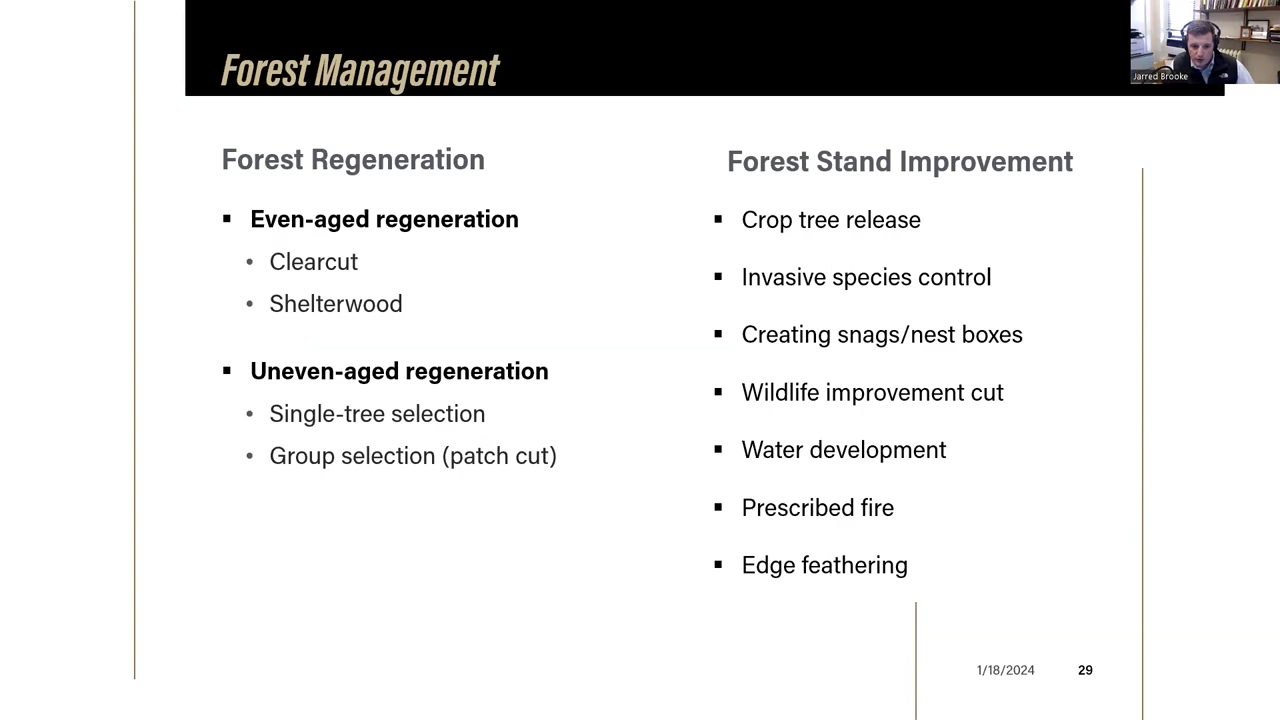 Forest Management
Jarred Brooke
Forest Regeneration
▪ Even-aged regeneration
• Clearcut
• Shelterwood
▪ Uneven-aged regeneration
• Single-tree selection
• Group selection (patch cut)
Forest Stand Improvement
▪ Crop tree release
▪ Invasive species control
▪ Creating snags/nest boxes
▪ Wildlife improvement cut
▪ Water development
▪ Prescribed fire
▪ Edge feathering
1/18/2024 29